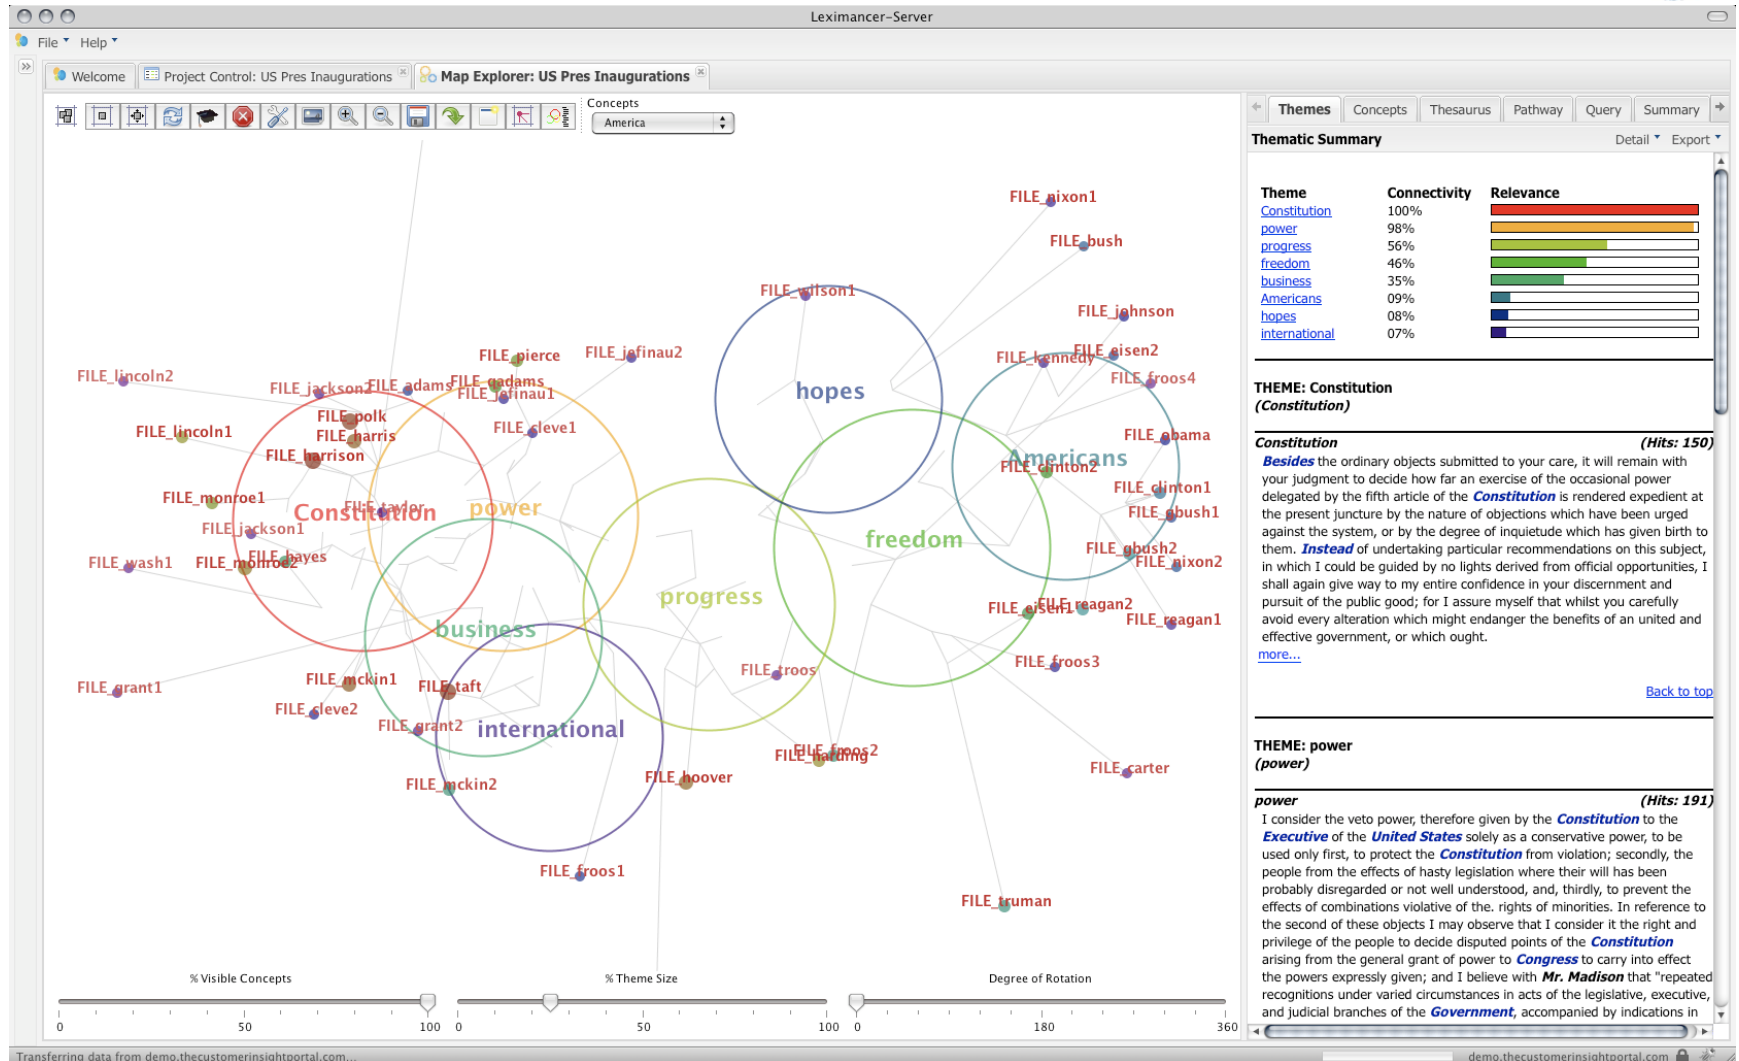 Leximancer-Server
File Help
Welcome
Project Control: US Pres Inaugurations
Map Explorer: US Pres Inaugurations
Concepts
America
FILE_nixon1
FILE_bush
FILE_wilson1
FILE_johnson
FILE_pierce
FILE_jefinau2
FILE_kennedy
FILE_eisen2
FILE_lincoln2
FILE_jackson2
FILE_adams
FILE_qadams
FILE_jefinau1
FILE_froos4
hopes
FILE_polk
FILE_lincoln1
FILE_harris
FILE_cleve1
FILE_obama
FILE_harrison
Americans
FILE_clinton2
FILE_monroe1
FILE_taylor
FILE_clinton1
Constitution
power
FILE_gbush1
FILE_jackson1
freedom
FILE_wash1
FILE_monroe2
FILE_hayes
FILE_gbush2
FILE_nixon2
progress
FILE_eisen1
FILE_reagan2
FILE_reagan1
business
FILE_troos
FILE_froos3
FILE_grant1
FILE_mckin1
FILE_taft
FILE_cleve2
FILE_grant2
international
FILE_froos2
FILE_harding
FILE_mckin2
FILE_hoover
FILE_carter
FILE_froos1
FILE_truman
% Visible Concepts
0 50 100
% Theme Size
0 50 100
Degree of Rotation
0 180 360
Themes Concepts Thesaurus Pathway Query Summary
Thematic Summary Detail Export
Theme Connectivity Relevance
Constitution 100%
power 98%
progress 56%
freedom 46%
business 35%
Americans 09%
hopes 08%
international 07%
THEME: Constitution
(Constitution)
Constitution (Hits: 150)
Besides the ordinary objects submitted to your care, it will remain with
your judgment to decide how far an exercise of the occasional power
delegated by the fifth article of the Constitution is rendered expedient at
the present juncture by the nature of objections which have been urged
against the system, or by the degree of inquietude which has given birth to
them. Instead of undertaking particular recommendations on this subject,
in which I could be guided by no lights derived from official opportunities, I
shall again give way to my entire confidence in your discernment and
pursuit of the public good; for I assure myself that whilst you carefully
avoid every alteration which might endanger the benefits of an united and
effective government, or which ought.
more...
Back to top
THEME: power
(power)
power (Hits: 191)
I consider the veto power, therefore given by the Constitution to the
Executive of the United States solely as a conservative power, to be
used only first, to protect the Constitution from violation; secondly, the
people from the effects of hasty legislation where their will has been
probably disregarded or not well understood, and, thirdly, to prevent the
effects of combinations violative of the. rights of minorities. In reference to
the second of these objects I may observe that I consider it the right and
privilege of the people to decide disputed points of the Constitution
arising from the general grant of power to Congress to carry into effect
the powers expressly given; and I believe with Mr. Madison that "repeated
recognitions under varied circumstances in acts of the legislative, executive,
and judicial branches of the Government, accompanied by indications in
Transferring data from demo.thecustomerinsightportal.com...
demo.thecustomerinsightportal.com